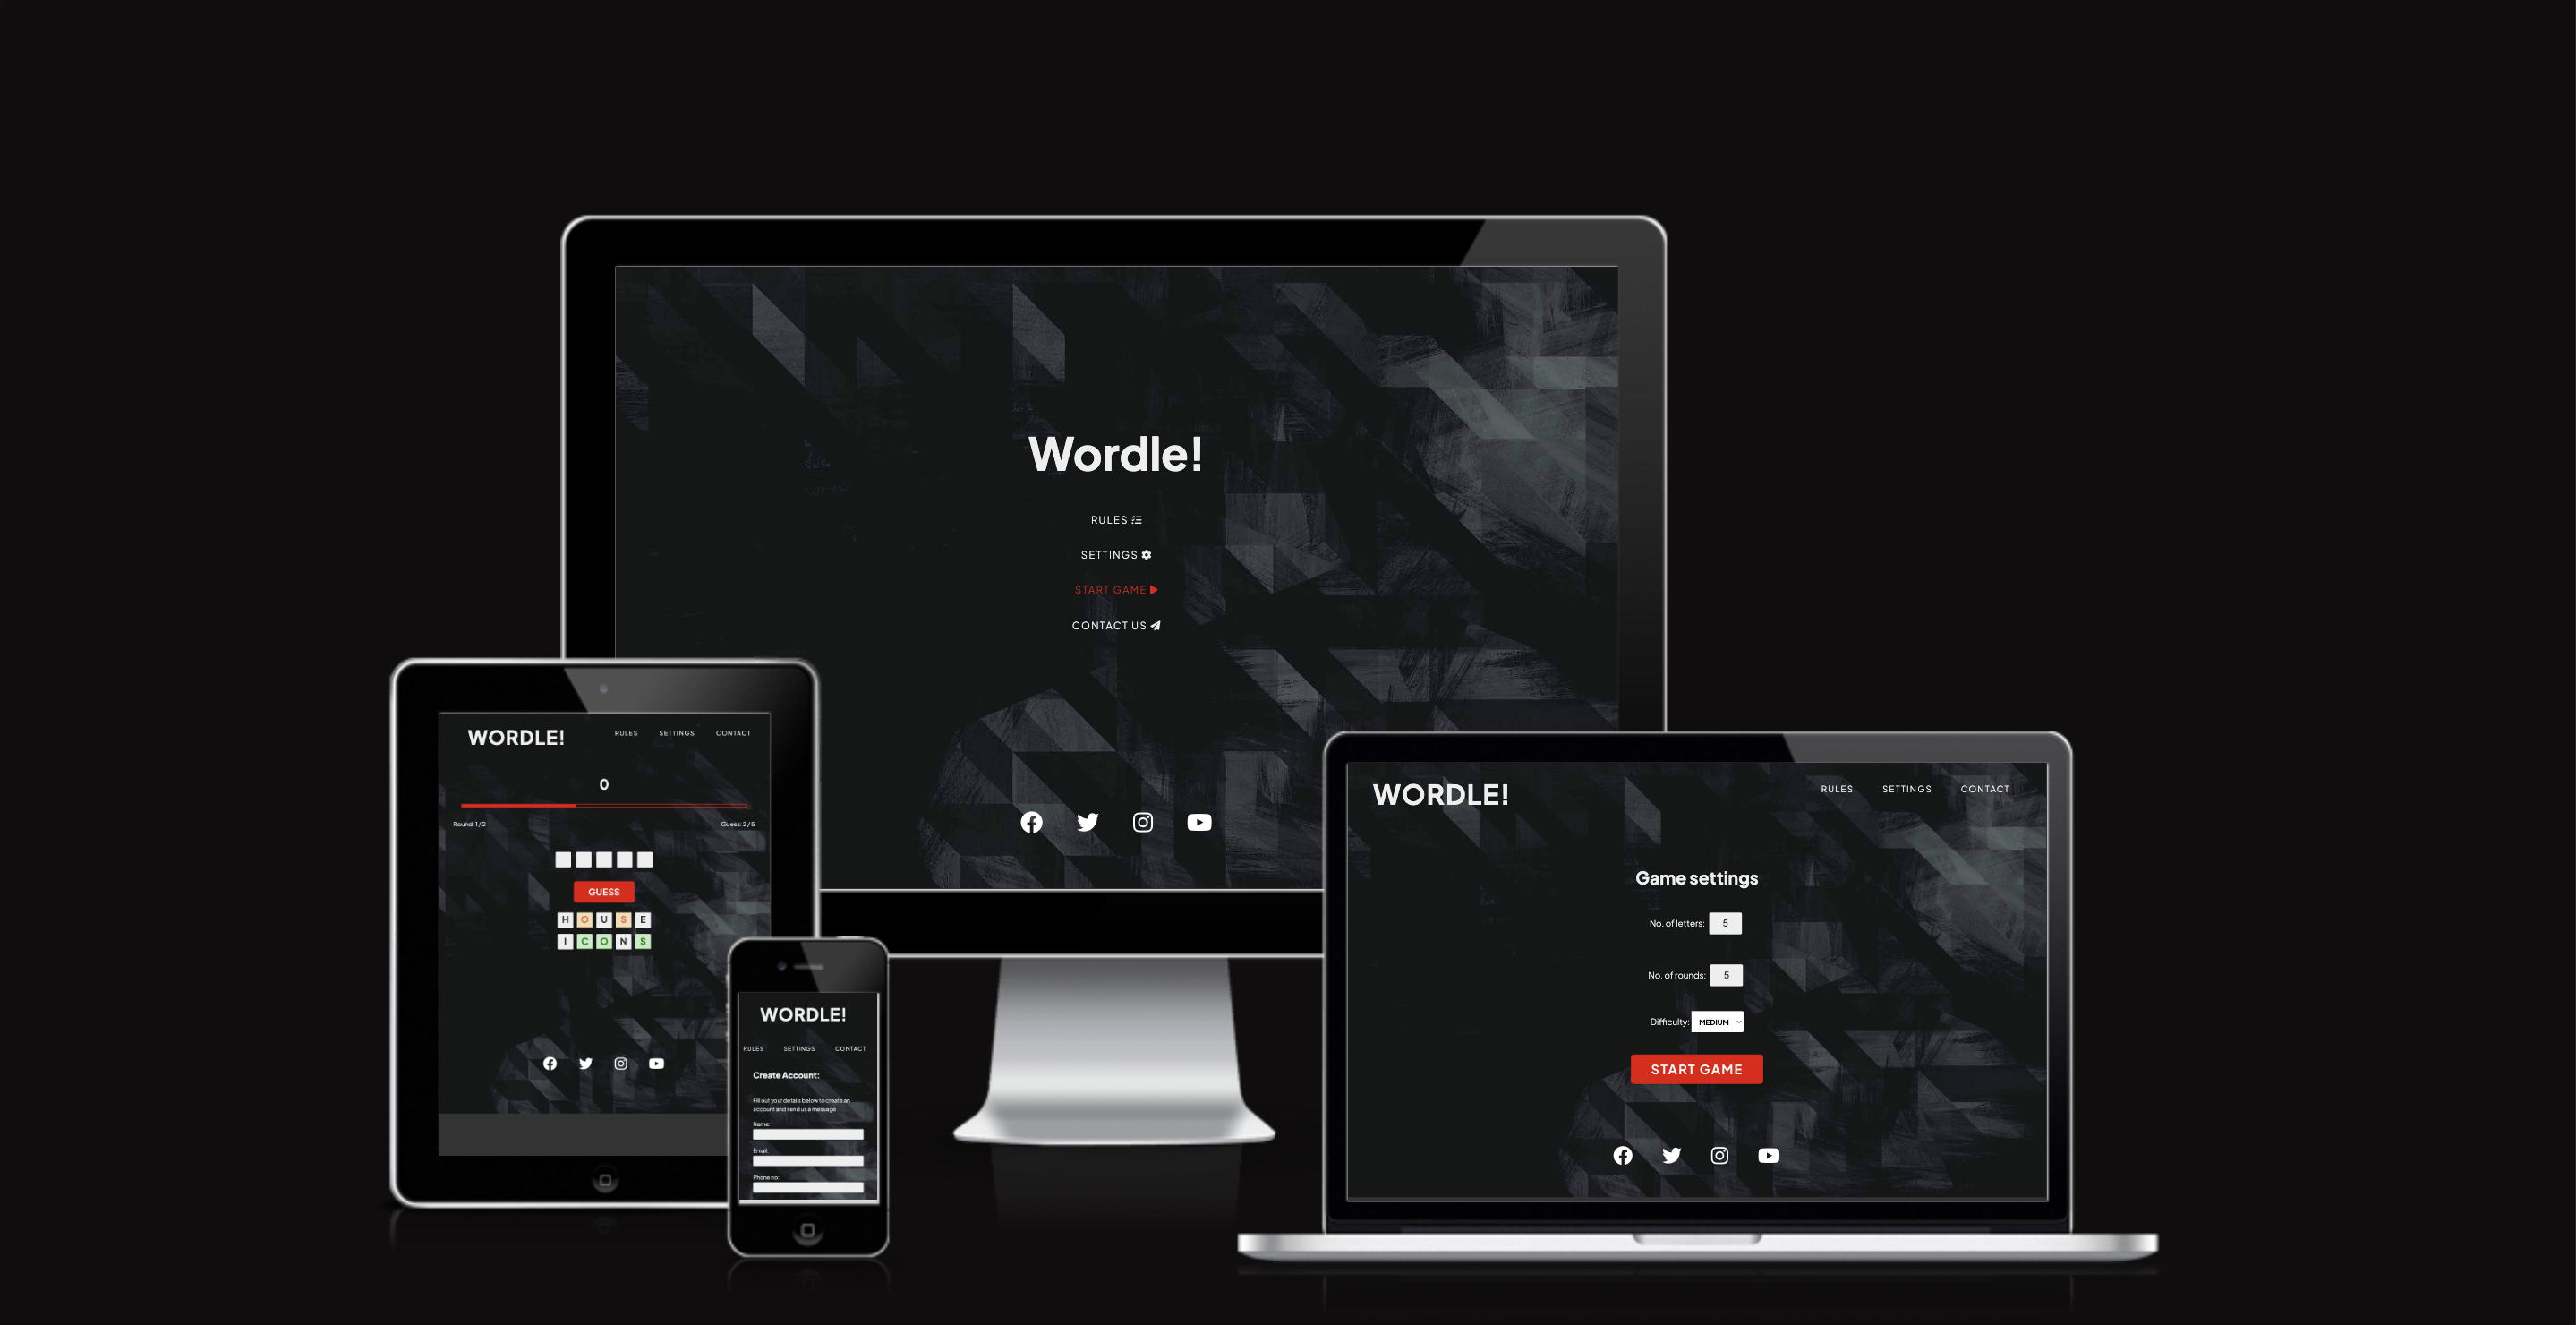 Wordle!
RULES
SETTINGS
START GAME
CONTACT US
WORDLE!
RULES SETTINGS CONTACT
0
Round: 1/2 Guess: 2/6
GUESS
H O U S E
I C O N S
WORDLE!
RULES SETTINGS CONTACT
Create Account:
Fill out your details below to create an
account and send us a message
Name:
Email:
Phone no:
WORDLE!
RULES SETTINGS CONTACT
Game settings
No. of letters: 5
No. of rounds: 5
Difficulty: MEDIUM
START GAME